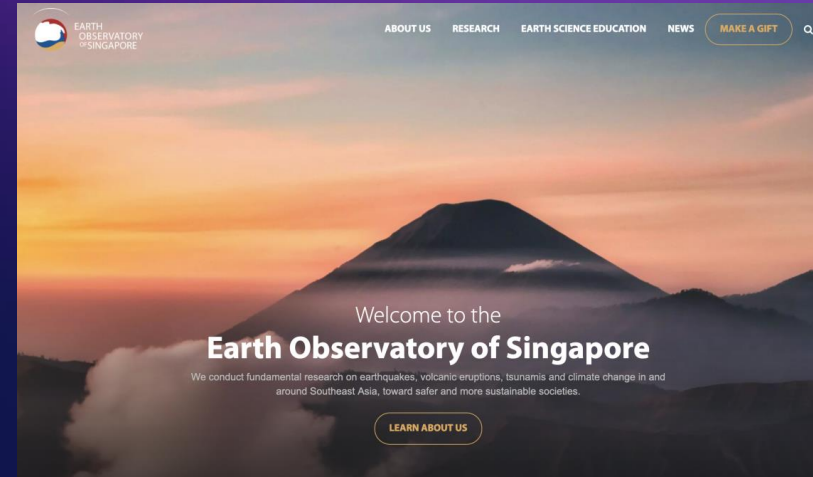 EARTH
OBSERVATORY
OF SINGAPORE
ABOUT US
RESEARCH
EARTH SCIENCE EDUCATION
NEWS
MAKE A GIFT
Welcome to the
Earth Observatory of Singapore
We conduct fundamental research on earthquakes, volcanic eruptions, tsunamis and climate change in and
around Southeast Asia, toward safer and more sustainable societies.
LEARN ABOUT US